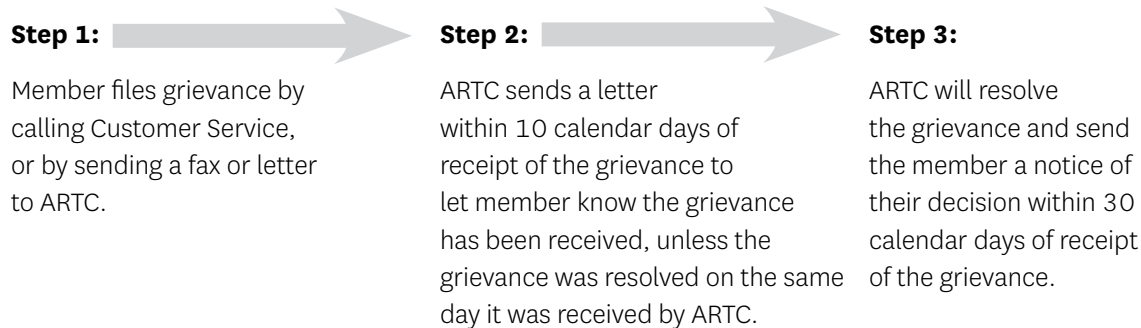 Step 1:
Member files grievance by
calling Customer Service,
or by sending a fax or letter
to ARTC.
Step 2:
ARTC sends a letter
within 10 calendar days of
receipt of the grievance to
let member know the grievance
has been received, unless the
grievance was resolved on the same
day it was received by ARTC.
Step 3:
ARTC will resolve
the grievance and send
the member a notice of
their decision within 30
calendar days of receipt
of the grievance.